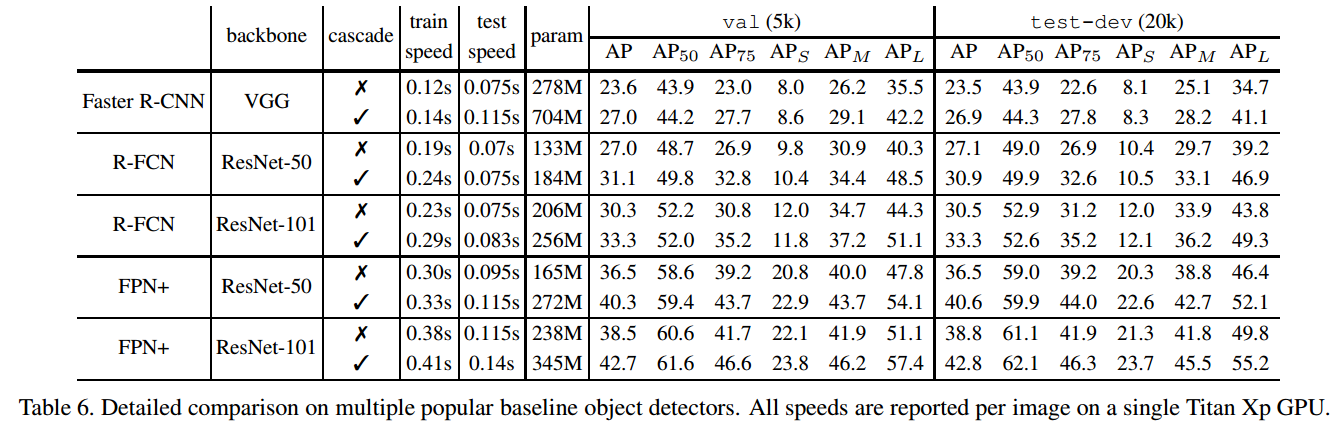 backbone cascade train speed test speed param val (5k) test-dev (20k)
AP AP50 AP75 APS APM APL AP AP50 AP75 APS APM APL
Faster R-CNN VGG ✗ 0.12s 0.075s 278M 23.6 43.9 23.0 8.0 26.2 35.5 23.5 43.9 22.6 8.1 25.1 34.7
✓ 0.14s 0.115s 704M 27.0 44.2 27.7 8.6 29.1 42.2 26.9 44.3 27.8 8.3 28.2 41.1
R-FCN ResNet-50 ✗ 0.19s 0.07s 133M 27.0 48.7 26.9 9.8 30.9 40.3 27.1 49.0 26.9 10.4 29.7 39.2
✓ 0.24s 0.075s 184M 31.1 49.8 32.8 10.4 34.4 48.5 30.9 49.9 32.6 10.5 33.1 46.9
R-FCN ResNet-101 ✗ 0.23s 0.075s 206M 30.3 52.2 30.8 12.0 34.7 44.3 30.5 52.9 31.2 12.0 33.9 43.8
✓ 0.29s 0.083s 256M 33.3 52.0 35.2 11.8 37.2 51.1 33.3 52.6 35.2 12.1 36.2 49.3
FPN+ ResNet-50 ✗ 0.30s 0.095s 165M 36.5 58.6 39.2 20.8 40.0 47.8 36.5 59.0 39.2 20.3 38.8 46.4
✓ 0.33s 0.115s 272M 40.3 59.4 43.7 22.9 43.7 54.1 40.6 59.9 44.0 22.6 42.7 52.1
FPN+ ResNet-101 ✗ 0.38s 0.115s 238M 38.5 60.6 41.7 22.1 41.9 51.1 38.8 61.1 41.9 21.3 41.8 49.8
✓ 0.41s 0.14s 345M 42.7 61.6 46.6 23.8 46.2 57.4 42.8 62.1 46.3 23.7 45.5 55.2
Table 6. Detailed comparison on multiple popular baseline object detectors. All speeds are reported per image on a single Titan Xp GPU.